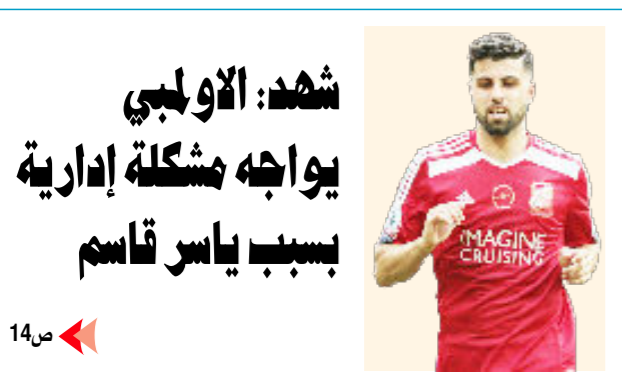 شهد: الاولمبي
يواجه مشكلة إدارية
بسبب ياسر قاسم
ص14
IMAGINE
CRUISING